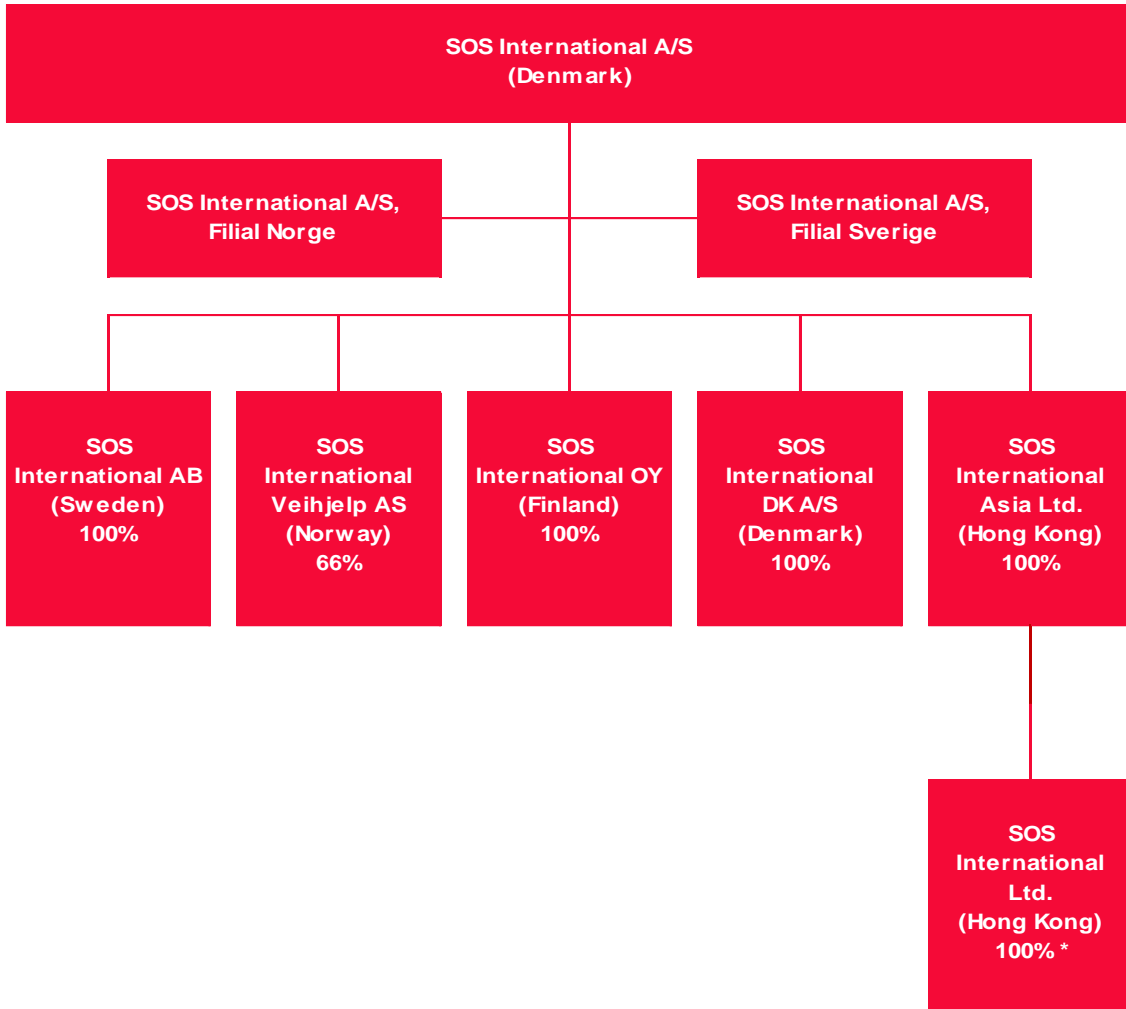 SOS International A/S
(Denmark)
SOS International A/S,
Filial Norge
SOS International A/S,
Filial Sverige
SOS
International AB
(Sweden)
100%
SOS
International
Veihjelp AS
(Norway)
66%
SOS
International OY
(Finland)
100%
SOS
International
DK A/S
(Denmark)
100%
SOS
International
Asia Ltd.
(Hong Kong)
100%
SOS
International
Ltd.
(Hong Kong)
100% *